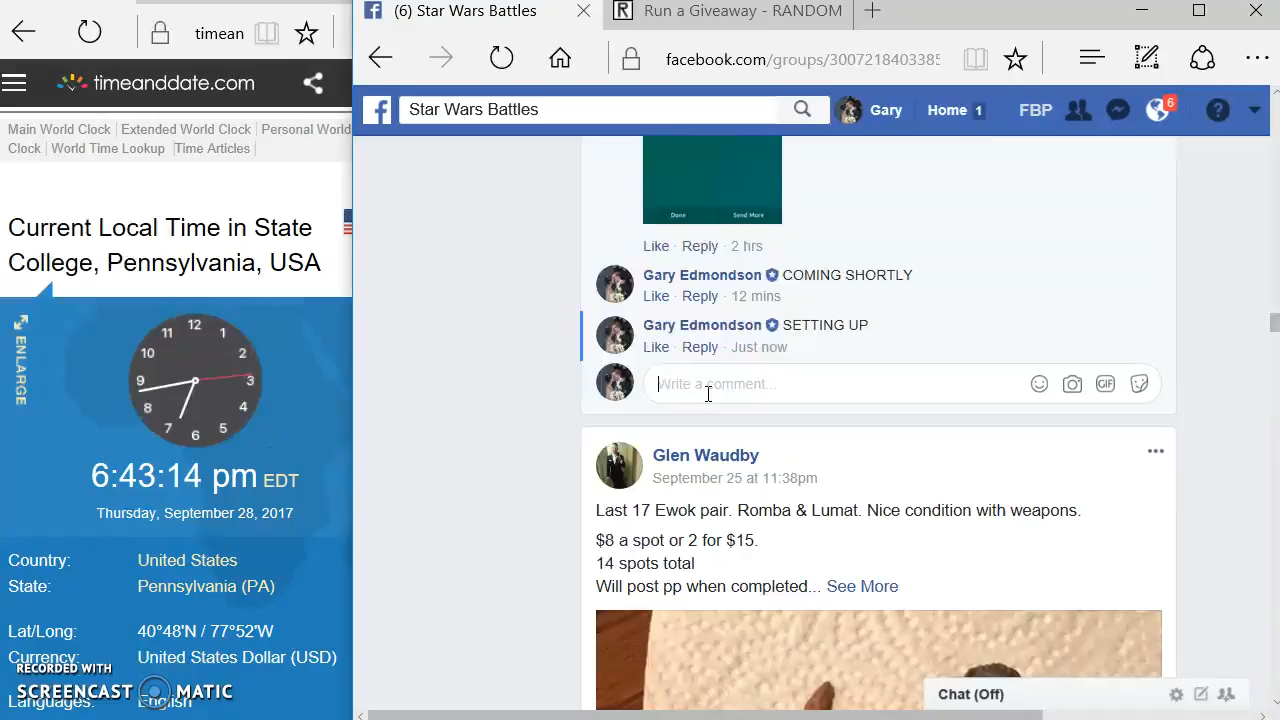 timean
timeanddate.com
Main World Clock Extended World Clock Personal World
Clock World Time Lookup Time Articles
Current Local Time in State
College, Pennsylvania, USA
ENLARGE
12
11 1
10 2
9 3
8 4
7 5
6
6:43:14 pm EDT
Thursday, September 28, 2017
Country: United States
State: Pennsylvania (PA)
Lat/Long: 40°48'N / 77°52'W
Currency: United States Dollar (USD)
Languages: English
RECORDED WITH
SCREENCAST MATIC
(6) Star Wars Battles
R Run a Giveaway - RANDOM
facebook.com/groups/3007218403385
Star Wars Battles
Gary Home 1 FBP 6
Done Send More
Like · Reply · 2 hrs
Gary Edmondson COMING SHORTLY
Like · Reply · 12 mins
Gary Edmondson SETTING UP
Like · Reply · Just now
Write a comment...
GIF
Glen Waudby
September 25 at 11:38pm
Last 17 Ewok pair. Romba & Lumat. Nice condition with weapons.
$8 a spot or 2 for $15.
14 spots total
Will post pp when completed... See More
Chat (Off)